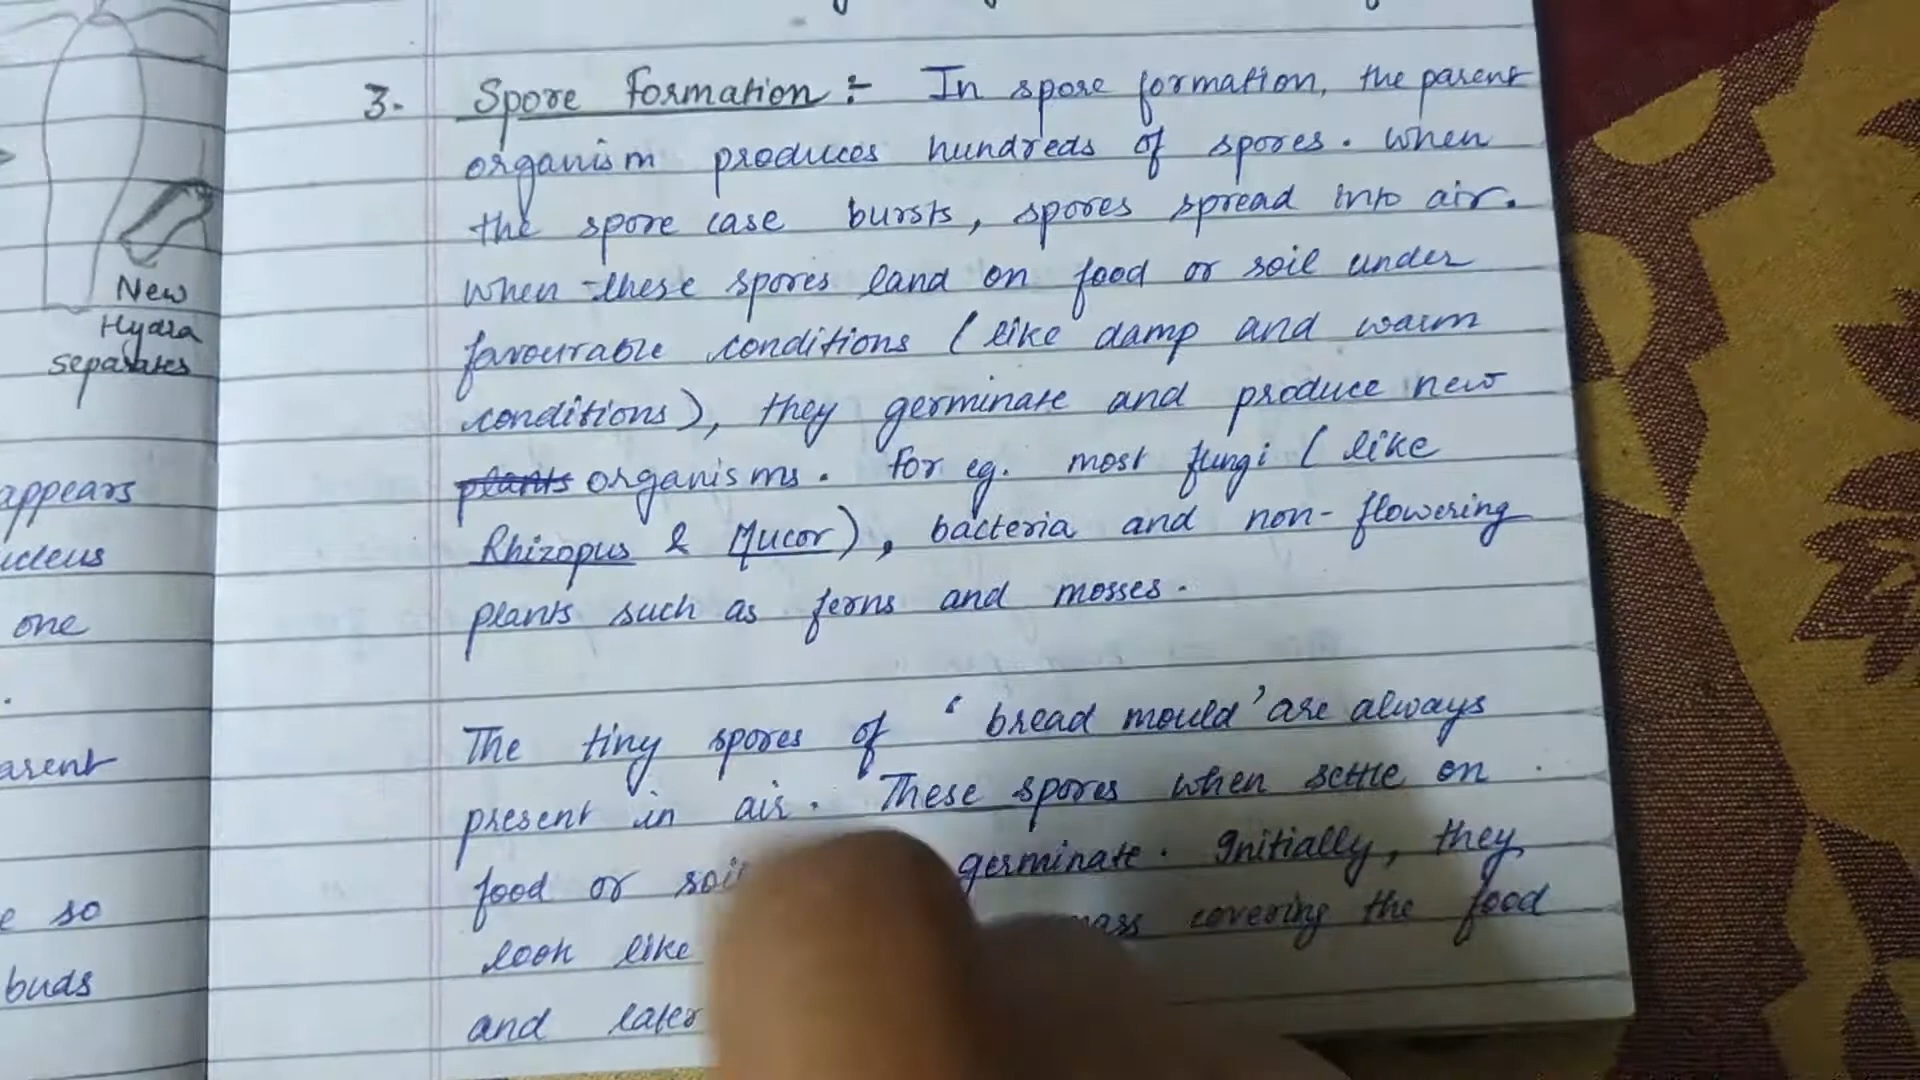 New
Hydra
separates
appears
one
so
buds
3. Spore Formation :- In spore formation, the parent
organism produces hundreds of spores. When
the spore case bursts, spores spread into air.
When these spores land on food or soil under
favourable conditions (like damp and warm
conditions), they germinate and produce new
plants organisms. For eg. most fungi (like
Rhizopus & Mucor), bacteria and non-flowering
plants such as ferns and mosses.
The tiny spores of 'bread mould' are always
present in air. These spores when settle on
food or germinate. Initially, they
look like covering the food
and later